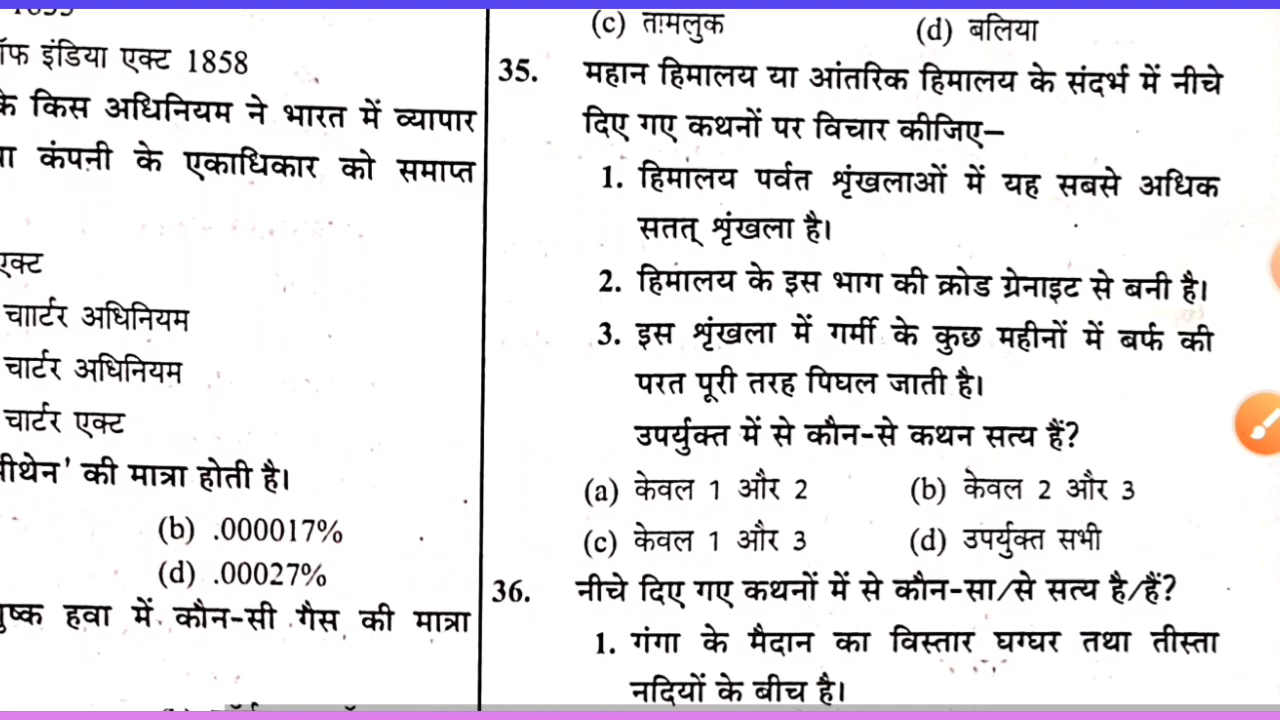 ऑफ इंडिया एक्ट 1858
के किस अधिनियम ने भारत में व्यापार
कंपनी के एकाधिकार को समाप्त
एक्ट
चाार्टर अधिनियम
चार्टर अधिनियम
चार्टर एक्ट
की मात्रा होती है।
(b) .000017%
(d) .00027%
हवा में कौन-सी गैस की मात्रा
(c) तामलुक (d) बलिया
35. महान हिमालय या आंतरिक हिमालय के संदर्भ में नीचे
दिए गए कथनों पर विचार कीजिए–
1. हिमालय पर्वत शृंखलाओं में यह सबसे अधिक
सतत् शृंखला है।
2. हिमालय के इस भाग की क्रोड ग्रेनाइट से बनी है।
3. इस शृंखला में गर्मी के कुछ महीनों में बर्फ की
परत पूरी तरह पिघल जाती है।
उपर्युक्त में से कौन-से कथन सत्य हैं?
(a) केवल 1 और 2 (b) केवल 2 और 3
(c) केवल 1 और 3 (d) उपर्युक्त सभी
36. नीचे दिए गए कथनों में से कौन-सा/से सत्य है/हैं?
1. गंगा के मैदान का विस्तार घग्घर तथा तीस्ता
नदियों के बीच है।